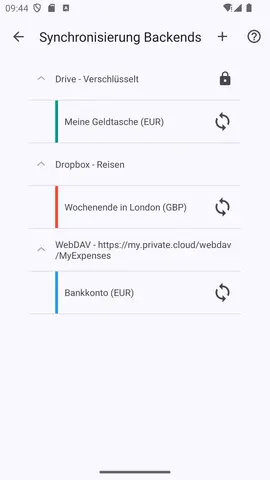 09:44
Synchronisierung Backends
Drive - Verschlüsselt
Meine Geldtasche (EUR)
Dropbox - Reisen
Wochenende in London (GBP)
WebDAV - https://my.private.cloud/webdav
/MyExpenses
Bankkonto (EUR)